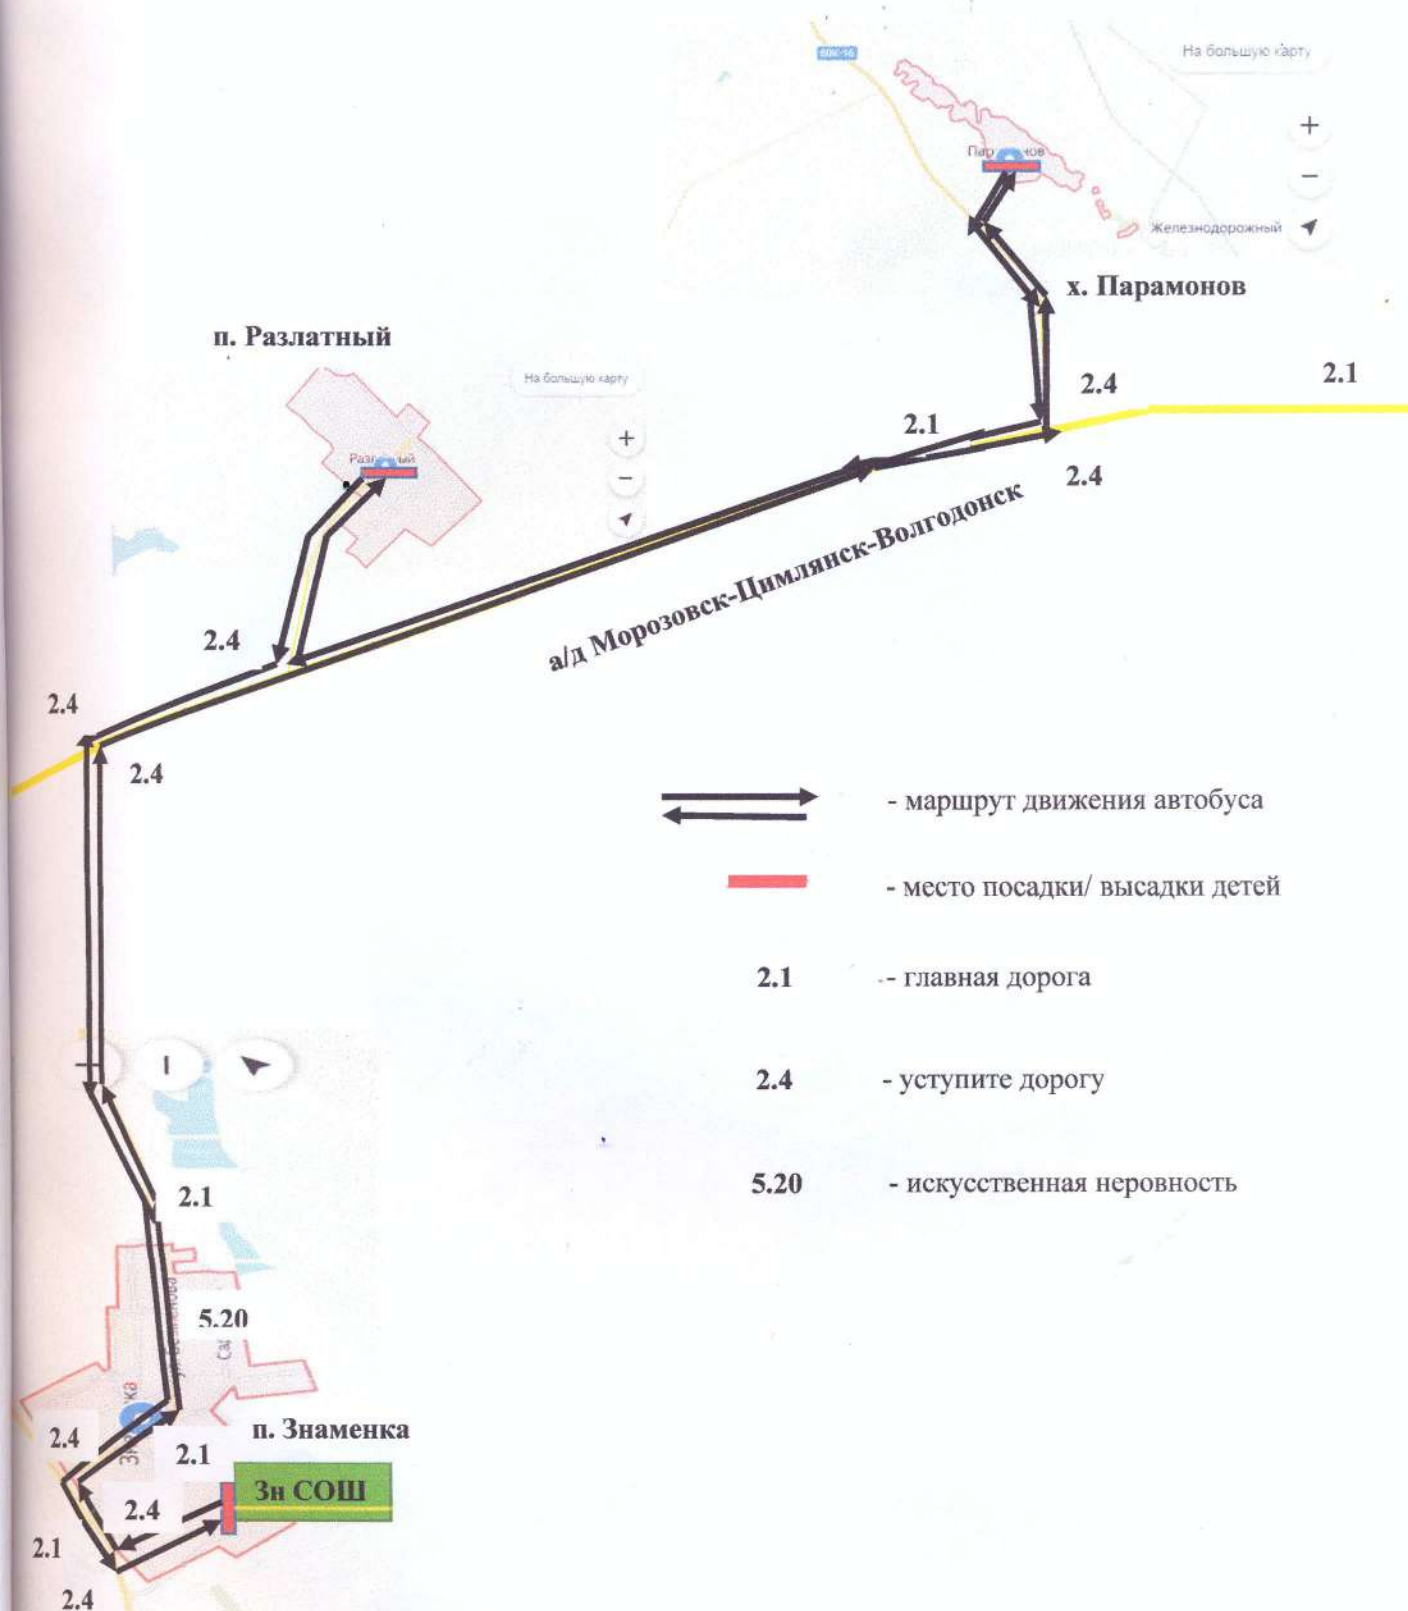 60К-16
На большую карту
Железнодорожный
х. Парамонов
п. Разлатный
На большую карту
2.4
2.1
2.1
2.4
а/д Морозовск-Цимлянск-Волгодонск
2.4
2.4
2.4
- маршрут движения автобуса
- место посадки/ высадки детей
2.1 - главная дорога
2.4 - уступите дорогу
5.20 - искусственная неровность
2.1
5.20
п. Знаменка
2.4
2.1
Зн СОШ
2.4
2.1
2.4